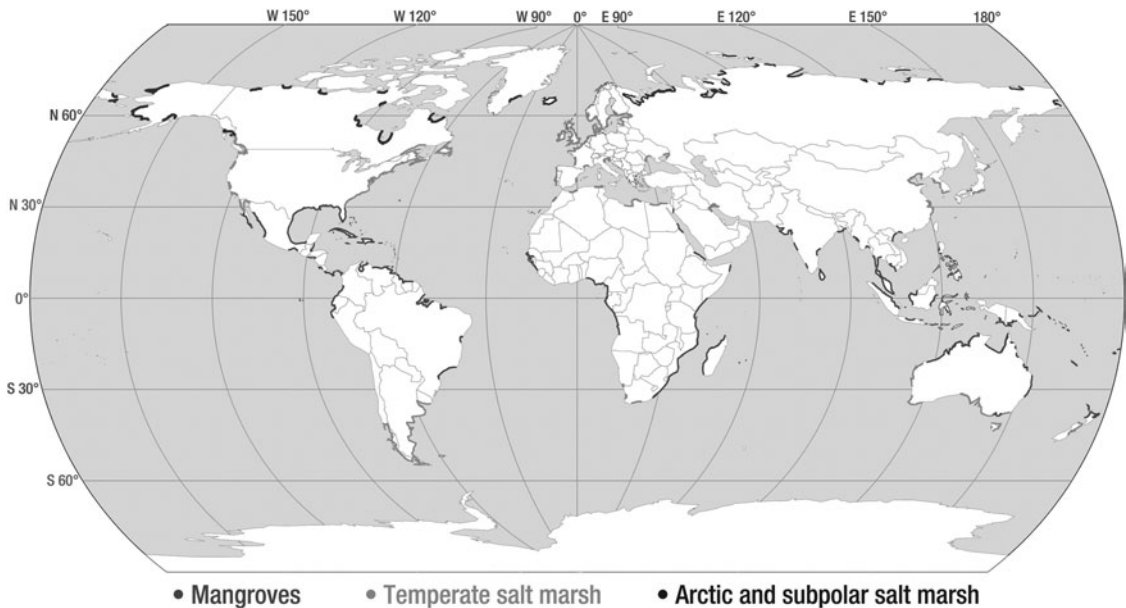 W 150° W 120° W 90° 0° E 90° E 120° E 150° 180°
N 60°
N 30°
0°
S 30°
S 60°
• Mangroves • Temperate salt marsh • Arctic and subpolar salt marsh